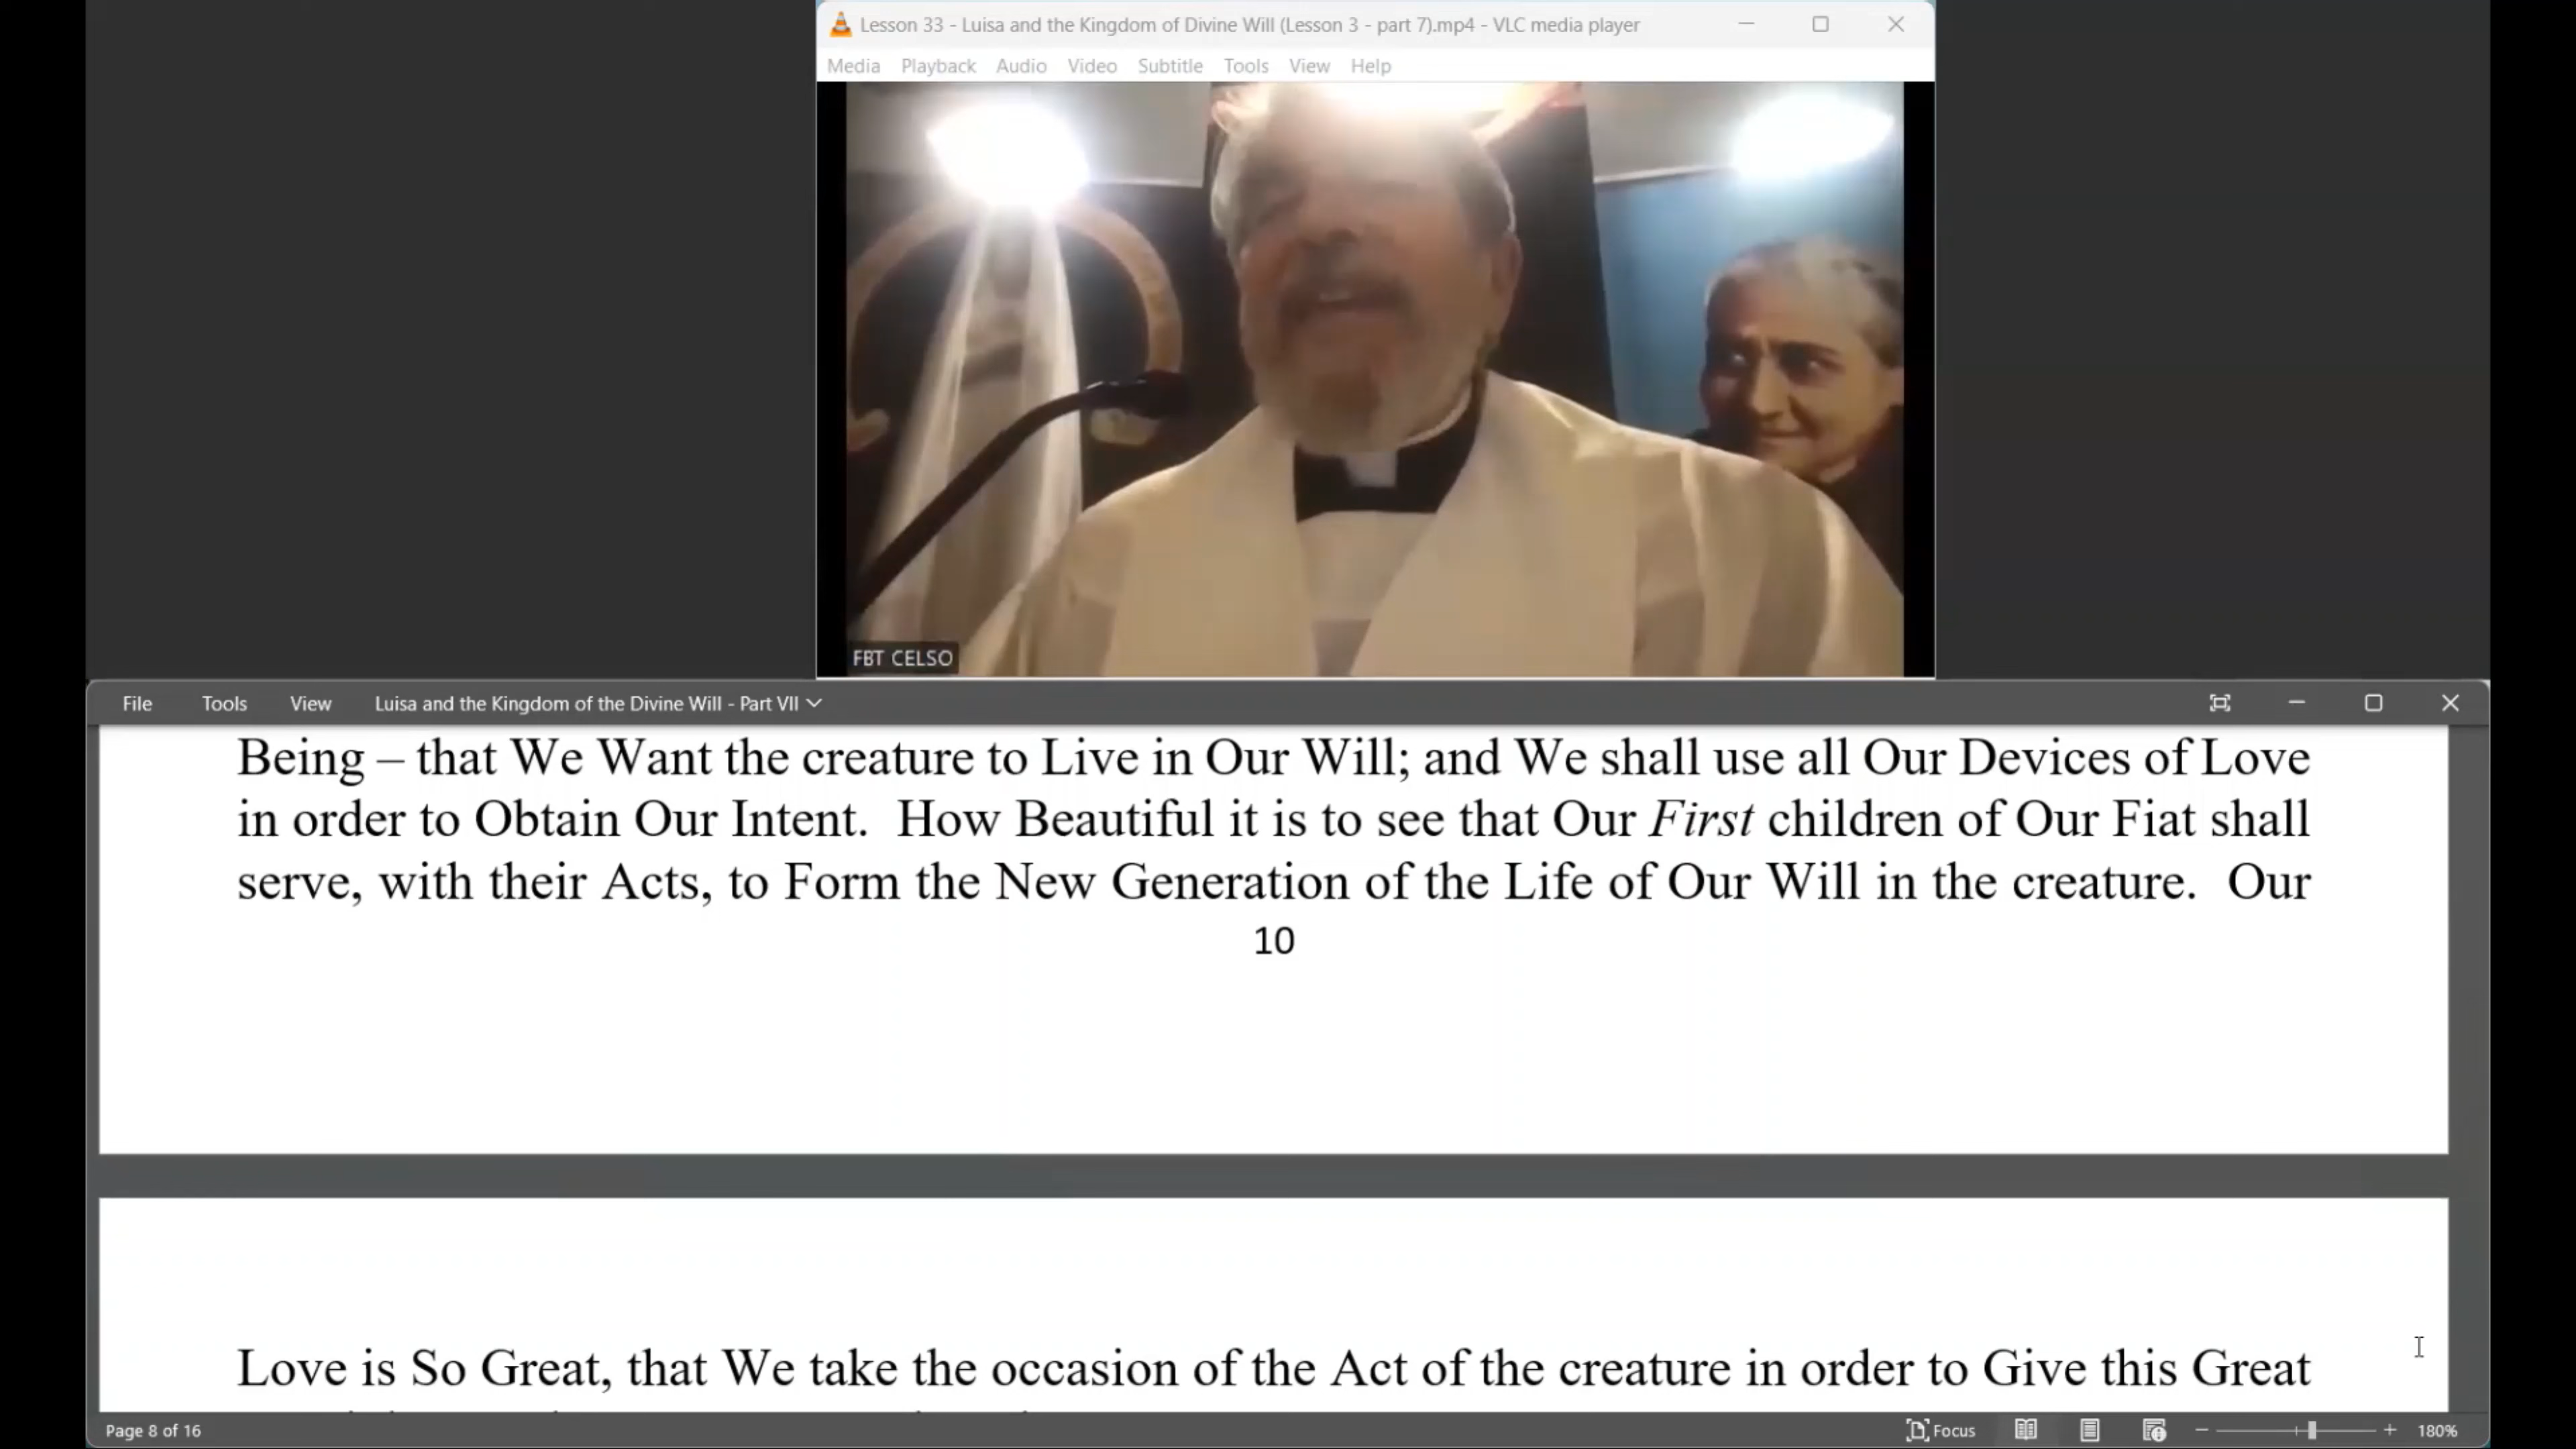 Lesson 33 - Luisa and the Kingdom of Divine Will (Lesson 3 - part 7).mp4 - VLC media player
Media Playback Audio Video Subtitle Tools View Help
FBT CELSO
File Tools View Luisa and the Kingdom of the Divine Will - Part VII
Being – that We Want the creature to Live in Our Will; and We shall use all Our Devices of Love
in order to Obtain Our Intent. How Beautiful it is to see that Our First children of Our Fiat shall
serve, with their Acts, to Form the New Generation of the Life of Our Will in the creature. Our
10
Love is So Great, that We take the occasion of the Act of the creature in order to Give this Great
Page 8 of 16 Focus 180%